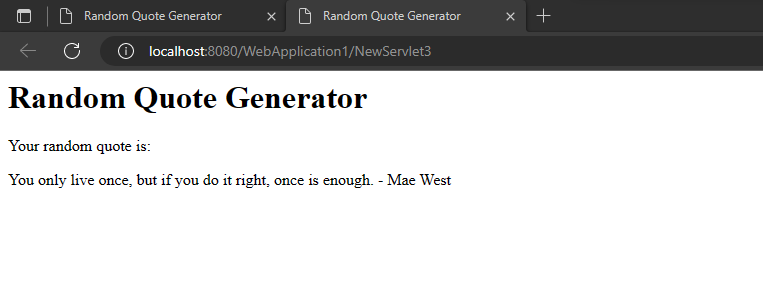 Random Quote Generator
Random Quote Generator
localhost:8080/WebApplication1/NewServlet3
Random Quote Generator
Your random quote is:
You only live once, but if you do it right, once is enough. - Mae West